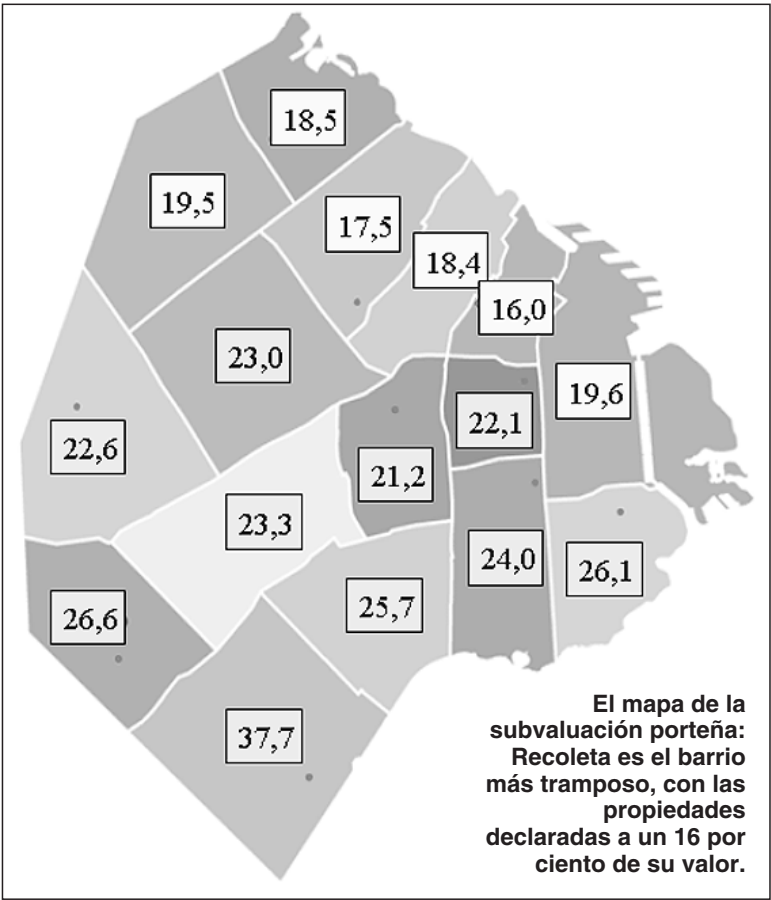 18,5
19,5
17,5
18,4
16,0
23,0
19,6
22,1
22,6
21,2
23,3
24,0
26,1
25,7
26,6
37,7
El mapa de la
subvaluación porteña:
Recoleta es el barrio
más tramposo, con las
propiedades
declaradas a un 16 por
ciento de su valor.